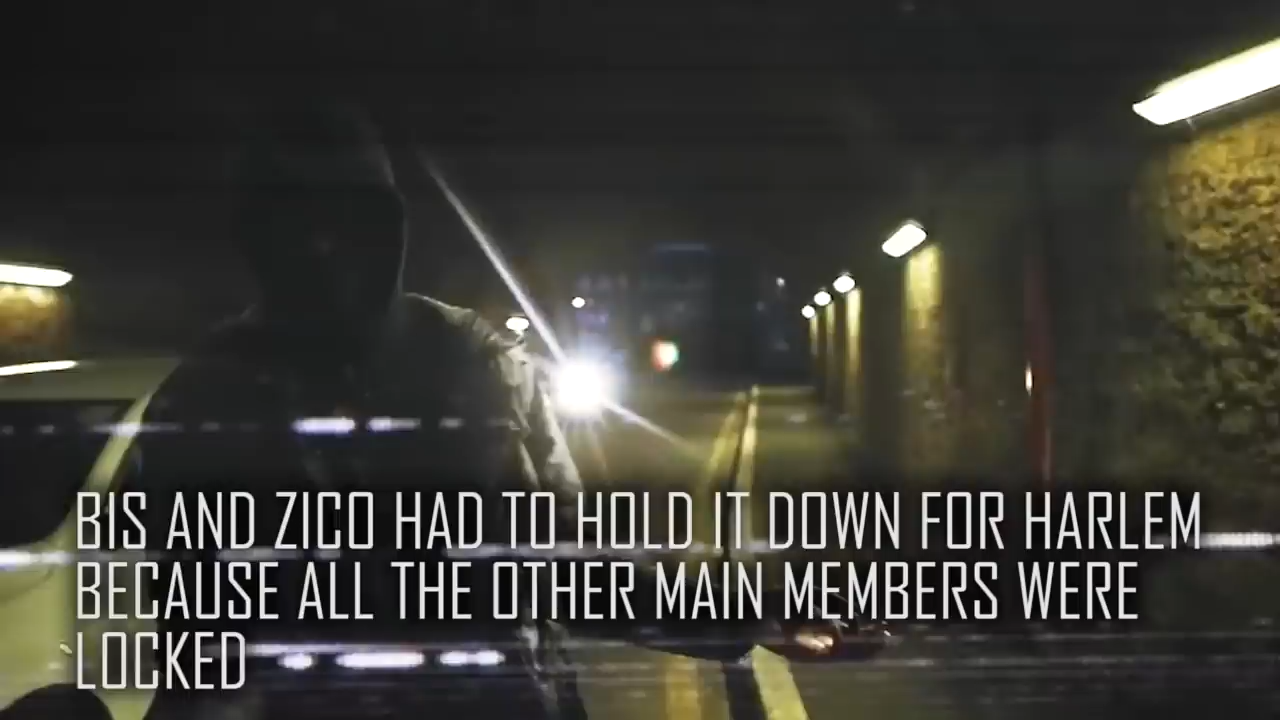 BIS AND ZICO HAD TO HOLD IT DOWN FOR HARLEM
BECAUSE ALL THE OTHER MAIN MEMBERS WERE
LOCKED